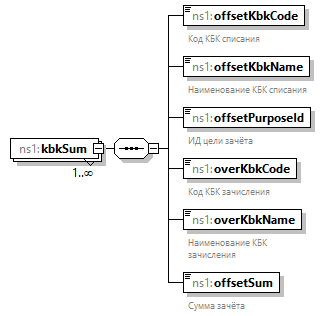 ns1:offsetKbkCode
Код КБК списания
ns1:offsetKbkName
Наименование КБК списания
ns1:offsetPurposeId
ИД цели зачёта
ns1:kbkSum
1..∞
ns1:overKbkCode
Код КБК зачисления
ns1:overKbkName
Наименование КБК
зачисления
ns1:offsetSum
Сумма зачёта